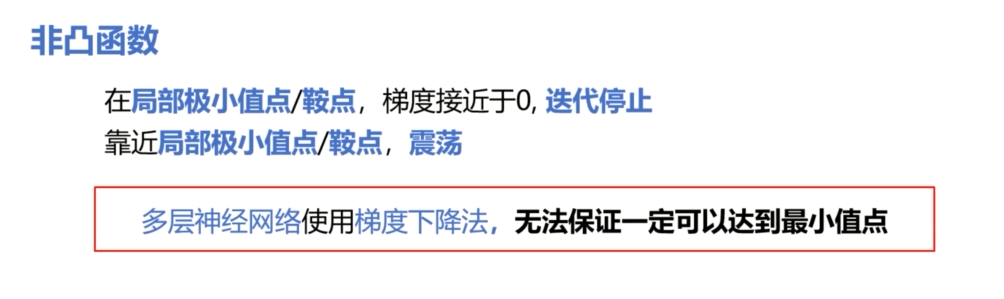 非凸函数
在局部极小值点/鞍点，梯度接近于0, 迭代停止
靠近局部极小值点/鞍点，震荡
多层神经网络使用梯度下降法，无法保证一定可以达到最小值点